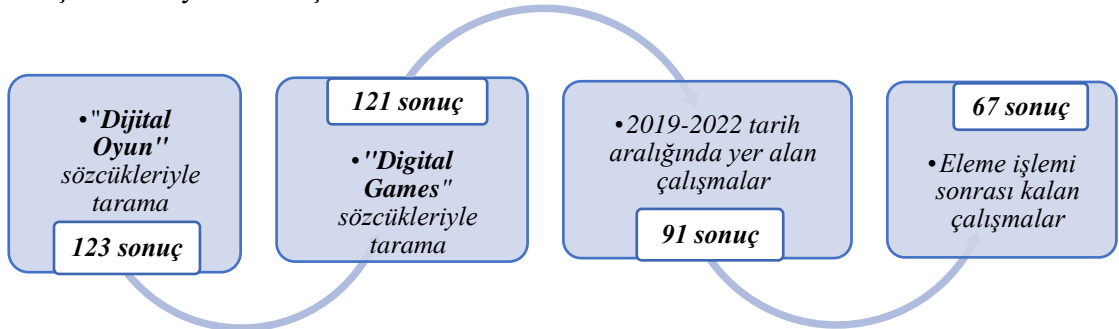 •"Dijital
Oyun"
sözcükleriyle
tarama
123 sonuç
121 sonuç
•"Digital
Games"
sözcükleriyle
tarama
•2019-2022 tarih
aralığında yer alan
çalışmalar
91 sonuç
67 sonuç
•Eleme işlemi
sonrası kalan
çalışmalar